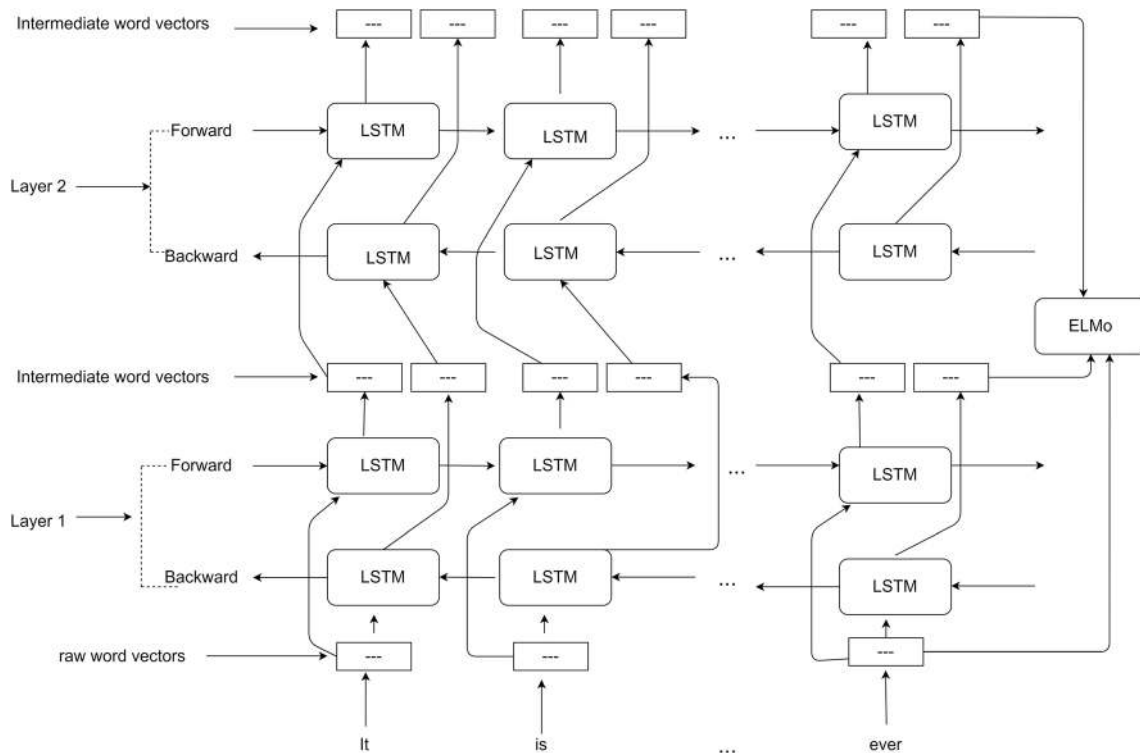 Intermediate word vectors --- --- --- --- --- ---
Forward LSTM LSTM ... LSTM
Layer 2
Backward LSTM LSTM ... LSTM
ELMo
Intermediate word vectors --- --- --- --- --- ---
Forward LSTM LSTM ... LSTM
Layer 1
Backward LSTM LSTM ... LSTM
raw word vectors --- --- ---
It is ... ever